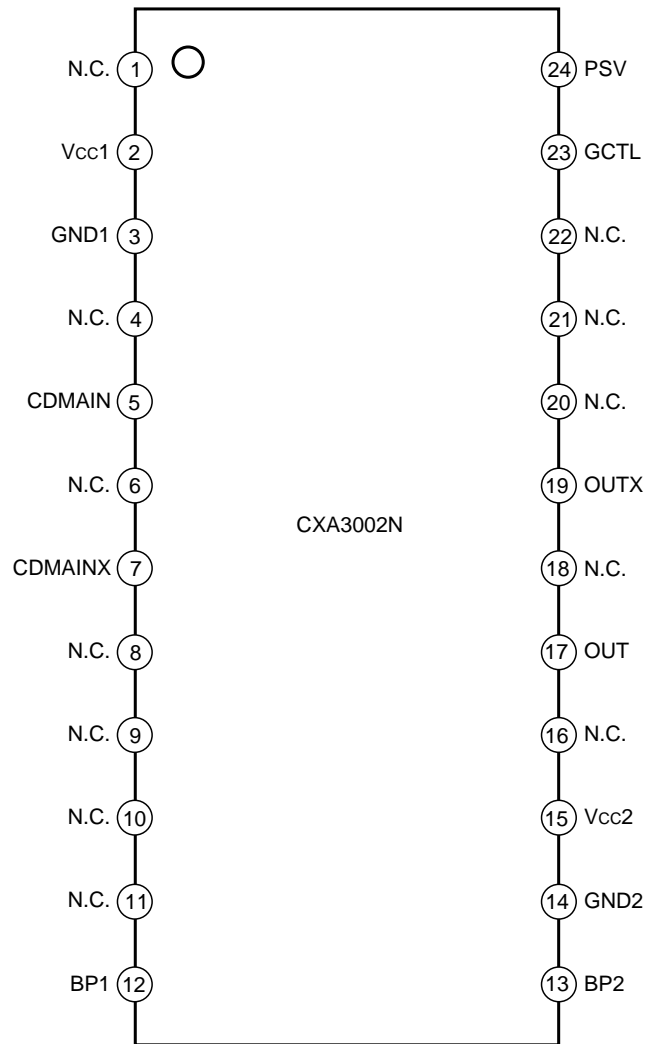 N.C. 1 24 PSV
Vcc1 2 23 GCTL
GND1 3 22 N.C.
N.C. 4 21 N.C.
CDMAIN 5 20 N.C.
N.C. 6 19 OUTX
CXA3002N
CDMAINX 7 18 N.C.
N.C. 8 17 OUT
N.C. 9 16 N.C.
N.C. 10 15 Vcc2
N.C. 11 14 GND2
BP1 12 13 BP2